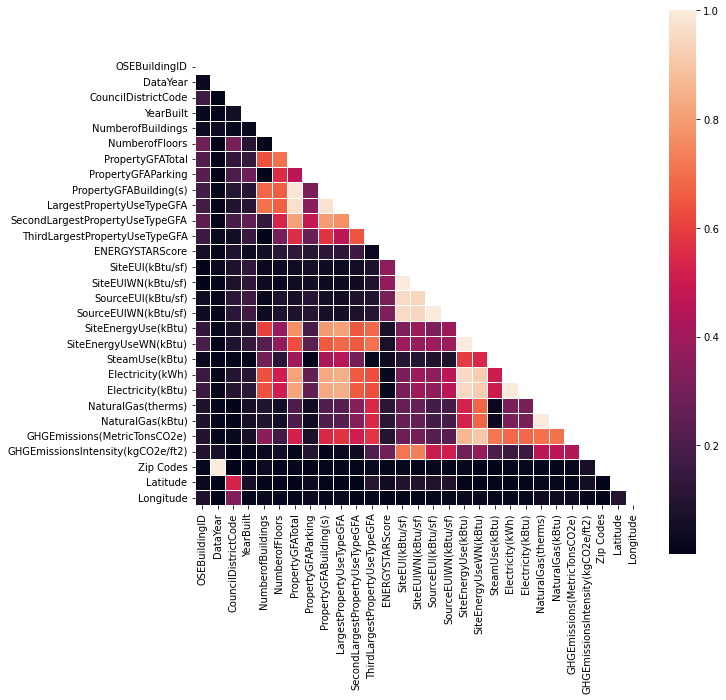 OSEBuildingID
DataYear
CouncilDistrictCode
YearBuilt
NumberofBuildings
NumberofFloors
PropertyGFATotal
PropertyGFAParking
PropertyGFABuilding(s)
LargestPropertyUseTypeGFA
SecondLargestPropertyUseTypeGFA
ThirdLargestPropertyUseTypeGFA
ENERGYSTARScore
SiteEUI(kBtu/sf)
SiteEUIWN(kBtu/sf)
SourceEUI(kBtu/sf)
SourceEUIWN(kBtu/sf)
SiteEnergyUse(kBtu)
SiteEnergyUseWN(kBtu)
SteamUse(kBtu)
Electricity(kWh)
Electricity(kBtu)
NaturalGas(therms)
NaturalGas(kBtu)
GHGEmissions(MetricTonsCO2e)
GHGEmissionsIntensity(kgCO2e/ft2)
Zip Codes
Latitude
Longitude
OSEBuildingID
DataYear
CouncilDistrictCode
YearBuilt
NumberofBuildings
NumberofFloors
PropertyGFATotal
PropertyGFAParking
PropertyGFABuilding(s)
LargestPropertyUseTypeGFA
SecondLargestPropertyUseTypeGFA
ThirdLargestPropertyUseTypeGFA
ENERGYSTARScore
SiteEUI(kBtu/sf)
SiteEUIWN(kBtu/sf)
SourceEUI(kBtu/sf)
SourceEUIWN(kBtu/sf)
SiteEnergyUse(kBtu)
SiteEnergyUseWN(kBtu)
SteamUse(kBtu)
Electricity(kWh)
Electricity(kBtu)
NaturalGas(therms)
NaturalGas(kBtu)
GHGEmissions(MetricTonsCO2e)
GHGEmissionsIntensity(kgCO2e/ft2)
Zip Codes
Latitude
Longitude
1.0
0.8
0.6
0.4
0.2